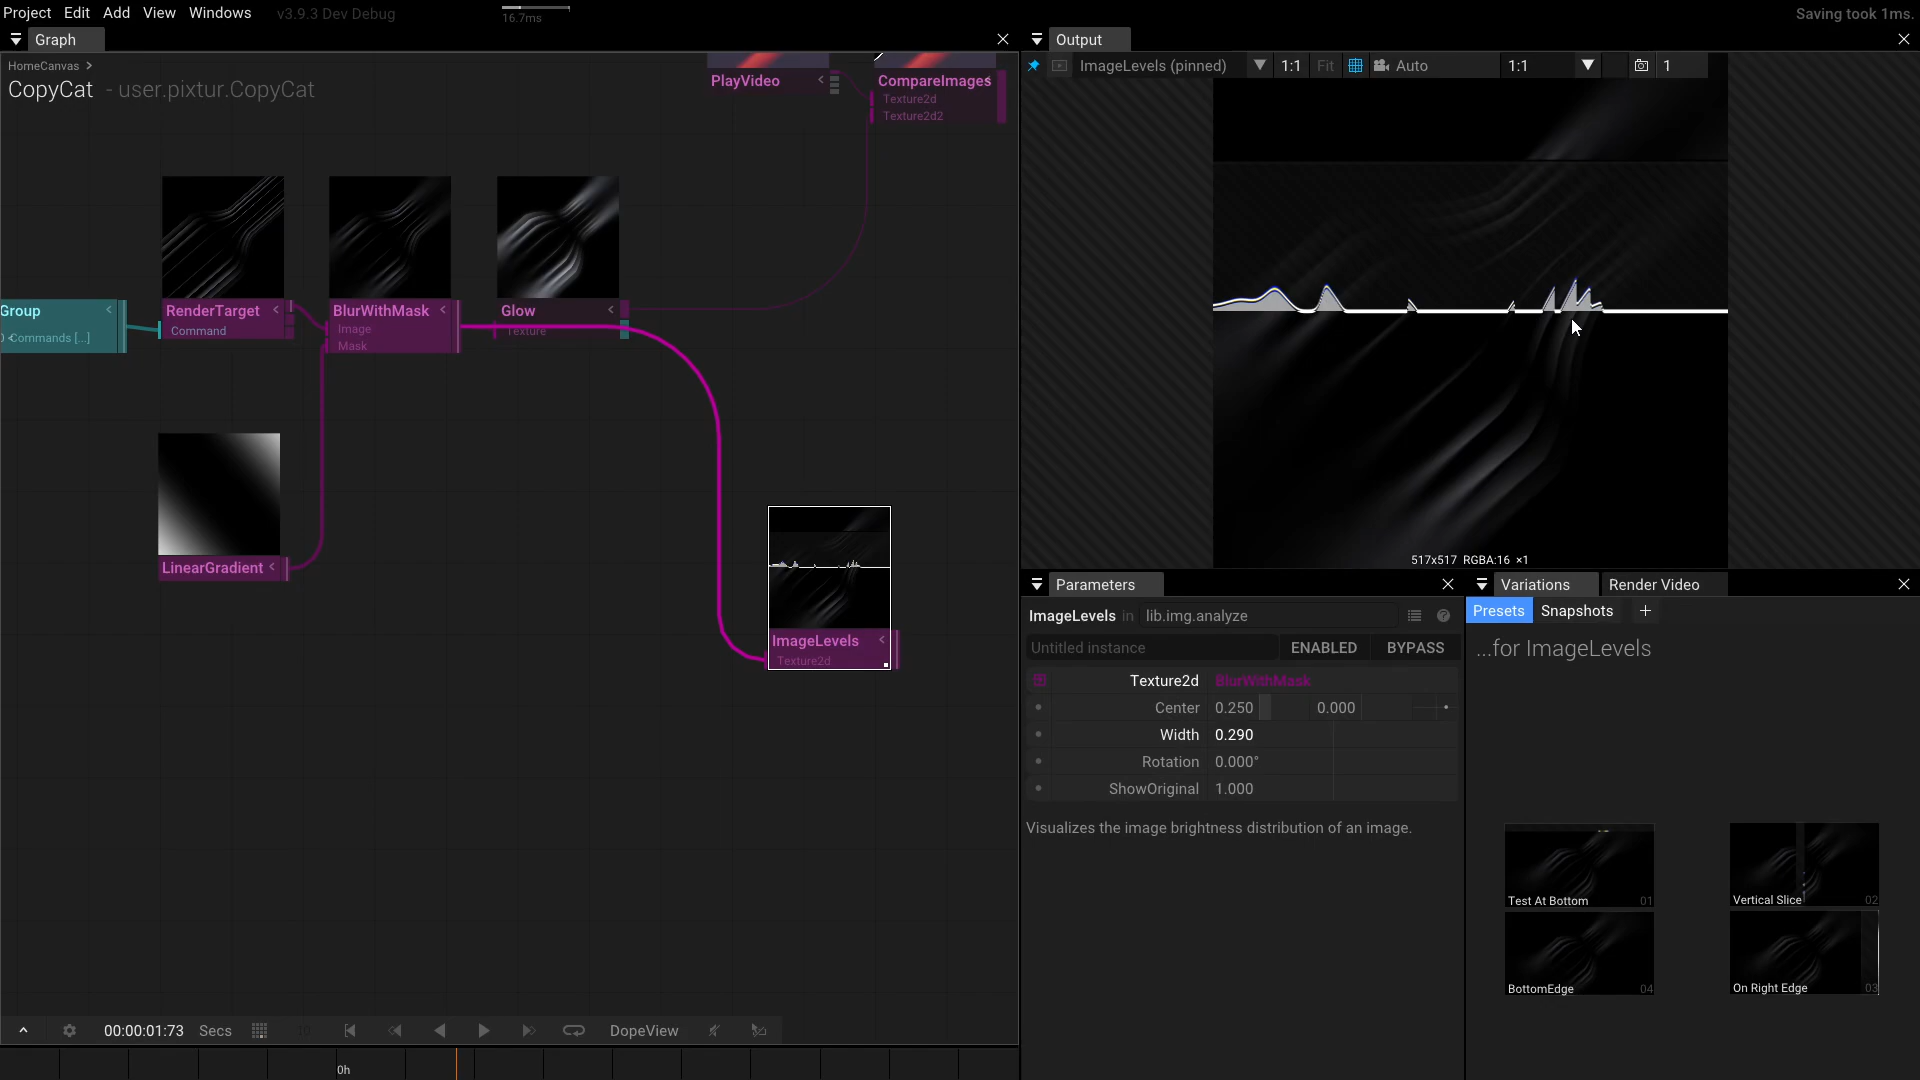 Project Edit Add View Windows v3.9.3 Dev Debug 16.7ms Saving took 1ms.
Graph
HomeCanvas >
CopyCat - user.pixtur.CopyCat
PlayVideo
CompareImages
Texture2d
Texture2d2
Group
Commands [...]
RenderTarget
Command
BlurWithMask
Image
Mask
Glow
Texture
LinearGradient
ImageLevels
Texture2d
00:00:01:73 Secs 10 DopeView
0h
Output
ImageLevels (pinned) 1:1 Fit Auto 1:1 1
517x517 RGBA:16 ×1
Parameters
ImageLevels in lib.img.analyze
Untitled instance ENABLED BYPASS
Texture2d BlurWithMask
Center 0.250 0.000
Width 0.290
Rotation 0.000°
ShowOriginal 1.000
Visualizes the image brightness distribution of an image.
Variations Render Video
Presets Snapshots +
...for ImageLevels
Test At Bottom 01
Vertical Slice 02
BottomEdge 04
On Right Edge 03